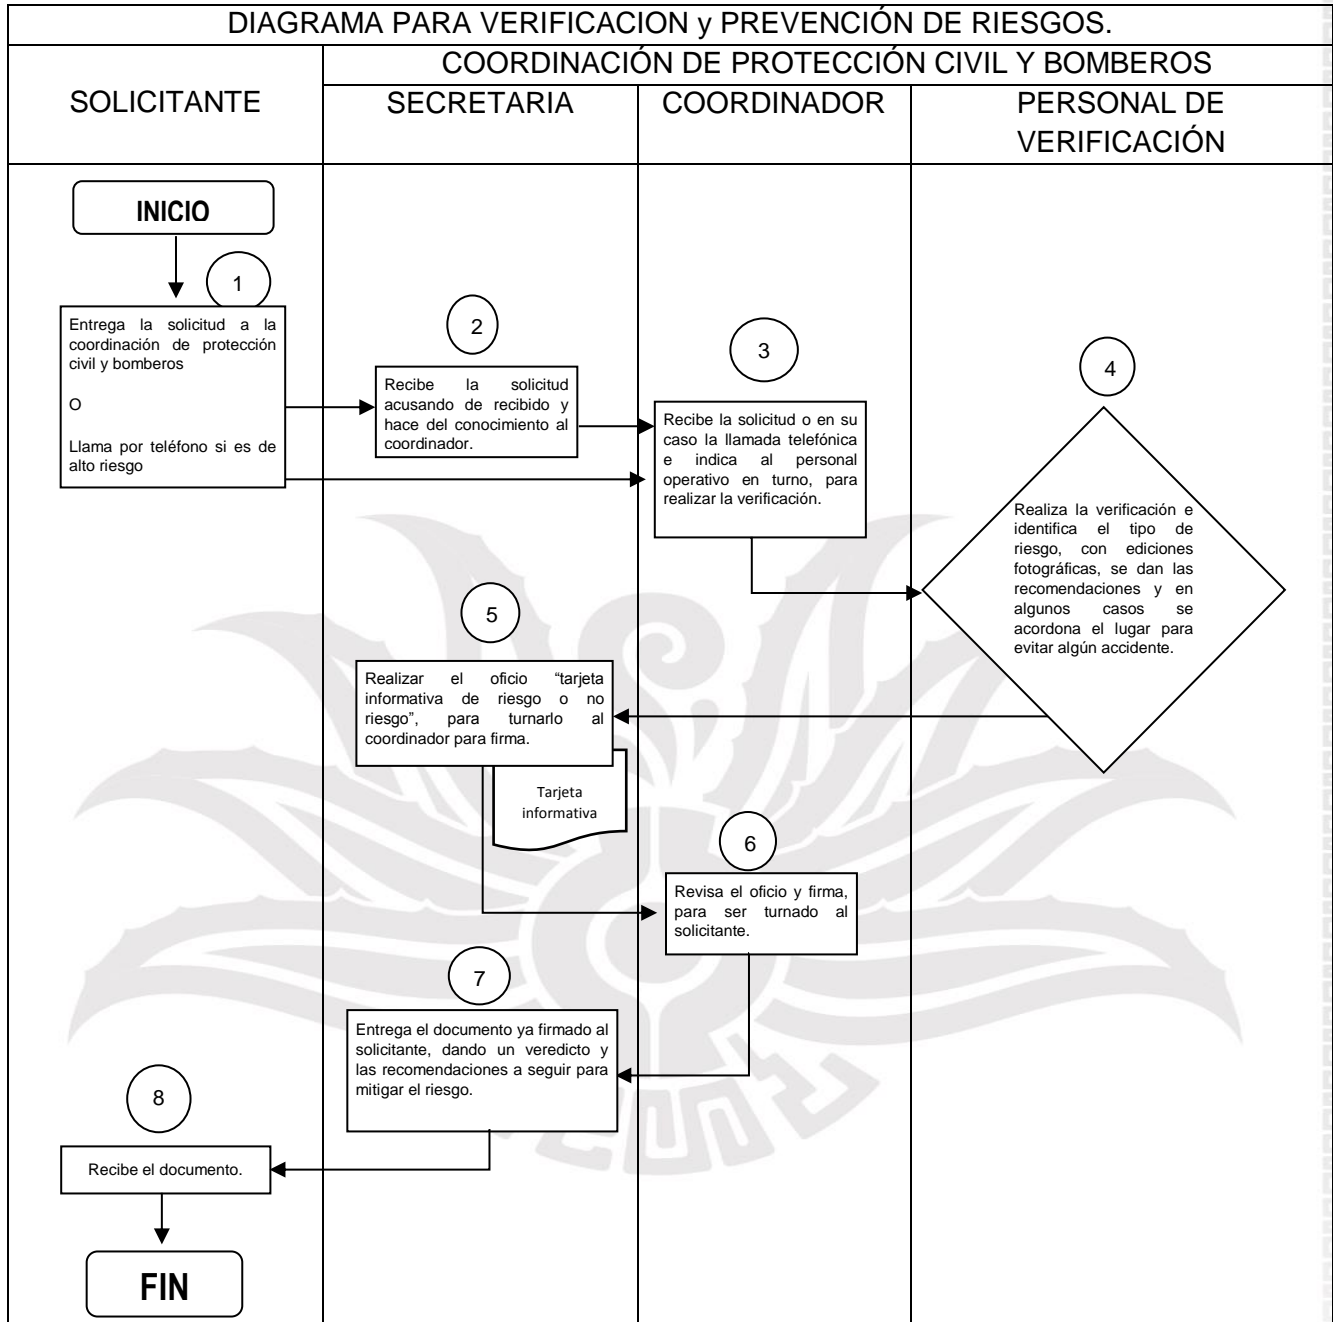 DIAGRAMA PARA VERIFICACION y PREVENCIÓN DE RIESGOS.
SOLICITANTE
COORDINACIÓN DE PROTECCIÓN CIVIL Y BOMBEROS
SECRETARIA
COORDINADOR
PERSONAL DE
VERIFICACIÓN
INICIO
1
Entrega la solicitud a la
coordinación de protección
civil y bomberos
O
Llama por teléfono si es de
alto riesgo
2
Recibe la solicitud
acusando de recibido y
hace del conocimiento al
coordinador.
3
Recibe la solicitud o en su
caso la llamada telefónica
e indica al personal
operativo en turno, para
realizar la verificación.
4
Realiza la verificación e
identifica el tipo de
riesgo, con ediciones
fotográficas, se dan las
recomendaciones y en
algunos casos se
acordona el lugar para
evitar algún accidente.
5
Realizar el oficio “tarjeta
informativa de riesgo o no
riesgo”, para turnarlo al
coordinador para firma.
Tarjeta
informativa
6
Revisa el oficio y firma,
para ser turnado al
solicitante.
7
Entrega el documento ya firmado al
solicitante, dando un veredicto y
las recomendaciones a seguir para
mitigar el riesgo.
8
Recibe el documento.
FIN